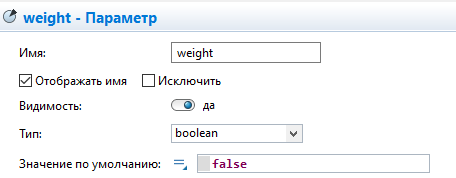 weight - Параметр
Имя: weight
Отображать имя Исключить
Видимость: да
Тип: boolean
Значение по умолчанию: false